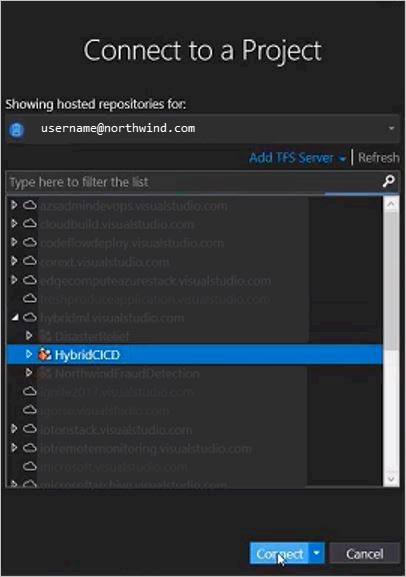 Connect to a Project
Showing hosted repositories for:
username@northwind.com
Add TFS Server Refresh
Type here to filter the list
azsadmindevops.visualstudio.com
cloudbuild.visualstudio.com
codeflowdeploy.visualstudio.com
corext.visualstudio.com
edgecomputeazurestack.visualstudio.com
freshproduceapplication.visualstudio.com
hybridml.visualstudio.com
DisasterRelief
HybridCICD
NorthwindFraudDetection
ignite2017.visualstudio.com
igorso.visualstudio.com
iotonstack.visualstudio.com
iotremotemonitoring.visualstudio.com
microsoft.visualstudio.com
microsoftarchive.visualstudio.com
Connect Cancel